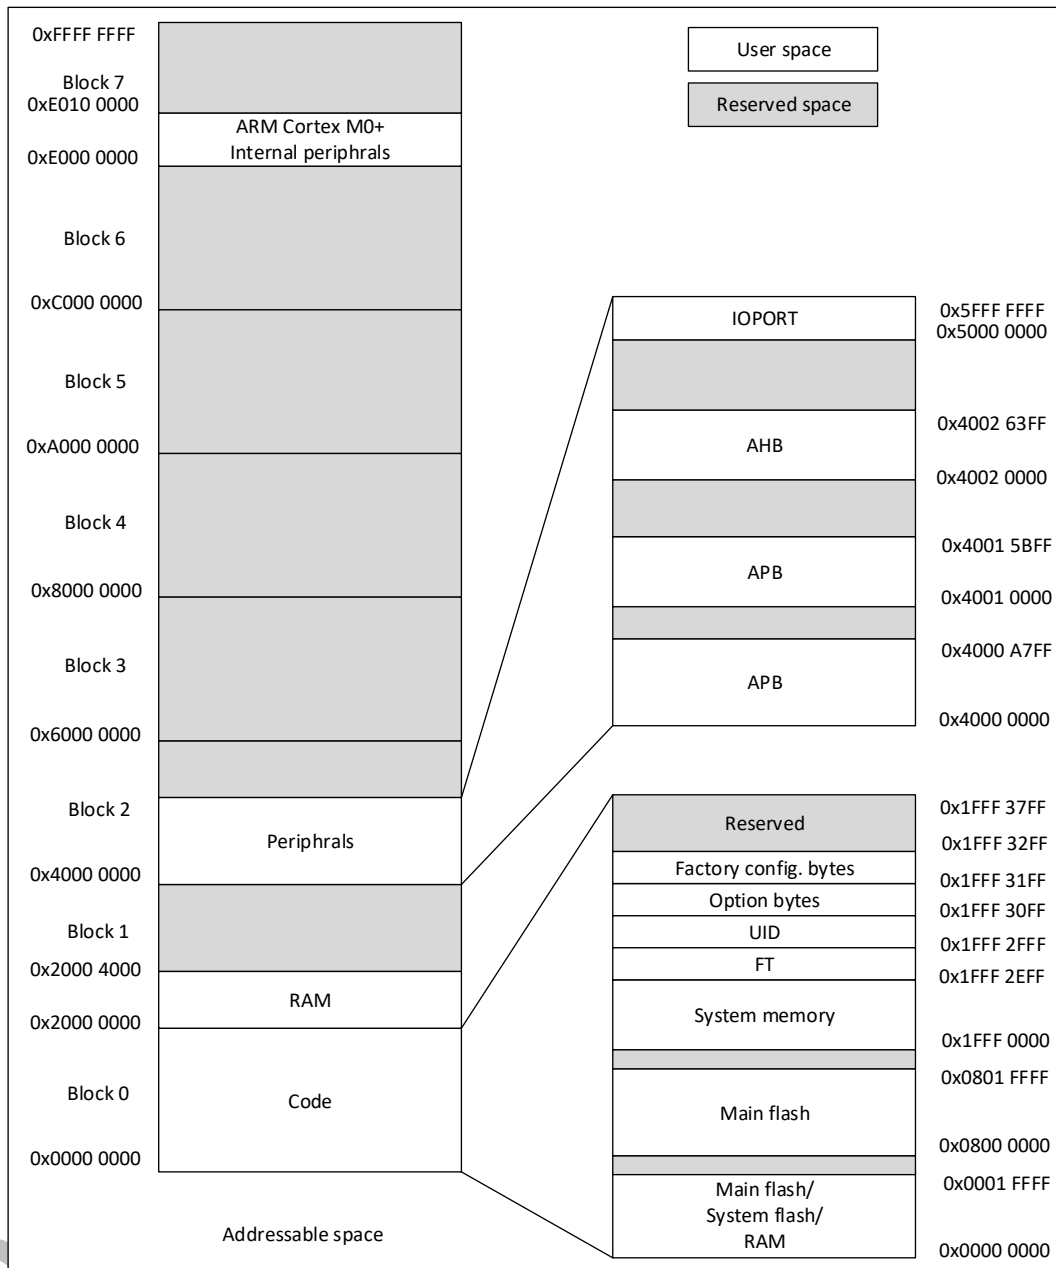 0xFFFF FFFF
Block 7
0xE010 0000
ARM Cortex M0+
Internal periphrals
0xE000 0000
Block 6
0xC000 0000
Block 5
0xA000 0000
Block 4
0x8000 0000
Block 3
0x6000 0000
Block 2
Periphrals
0x4000 0000
Block 1
0x2000 4000
RAM
0x2000 0000
Block 0
Code
0x0000 0000
Addressable space
User space
Reserved space
IOPORT
0x5FFF FFFF
0x5000 0000
0x4002 63FF
AHB
0x4002 0000
0x4001 5BFF
APB
0x4001 0000
0x4000 A7FF
APB
0x4000 0000
Reserved
0x1FFF 37FF
0x1FFF 32FF
Factory config. bytes
0x1FFF 31FF
Option bytes
0x1FFF 30FF
UID
0x1FFF 2FFF
FT
0x1FFF 2EFF
System memory
0x1FFF 0000
0x0801 FFFF
Main flash
0x0800 0000
0x0001 FFFF
Main flash/
System flash/
RAM
0x0000 0000